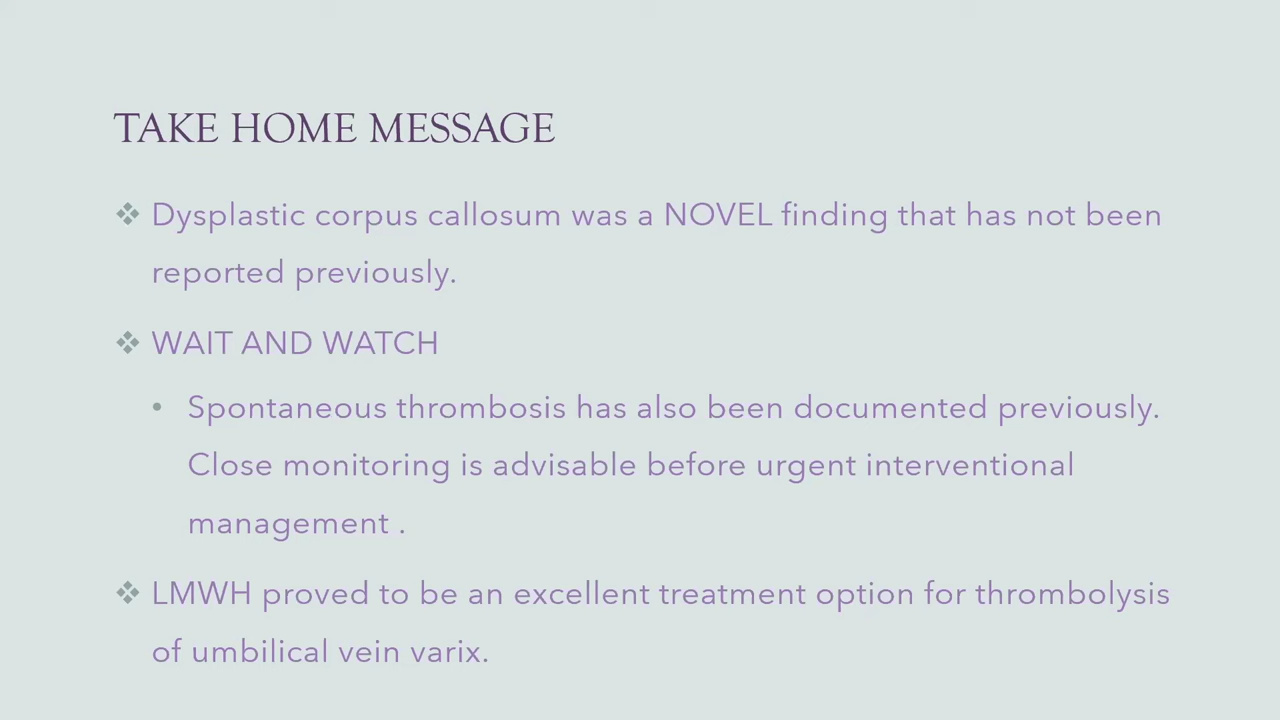 TAKE HOME MESSAGE
❖ Dysplastic corpus callosum was a NOVEL finding that has not been
reported previously.
❖ WAIT AND WATCH
• Spontaneous thrombosis has also been documented previously.
Close monitoring is advisable before urgent interventional
management .
❖ LMWH proved to be an excellent treatment option for thrombolysis
of umbilical vein varix.